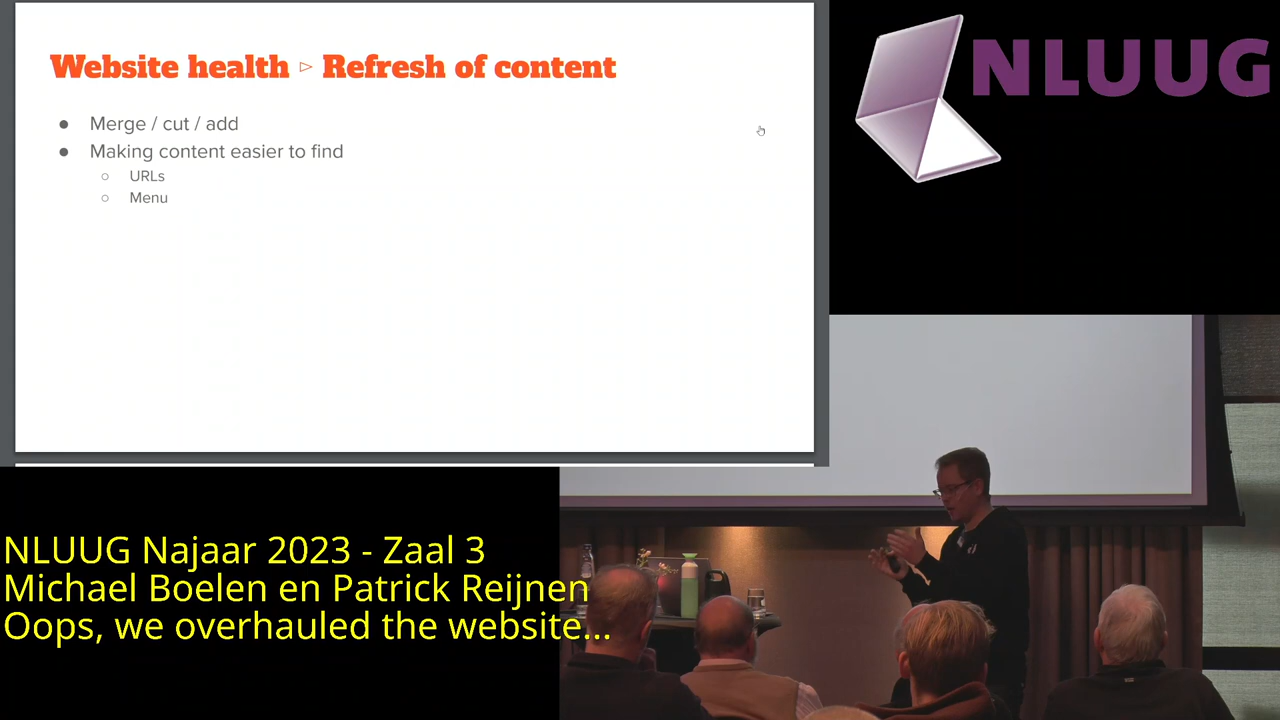 Website health ▹ Refresh of content
● Merge / cut / add
● Making content easier to find
○ URLs
○ Menu
NLUUG
NLUUG Najaar 2023 - Zaal 3
Michael Boelen en Patrick Reijnen
Oops, we overhauled the website...